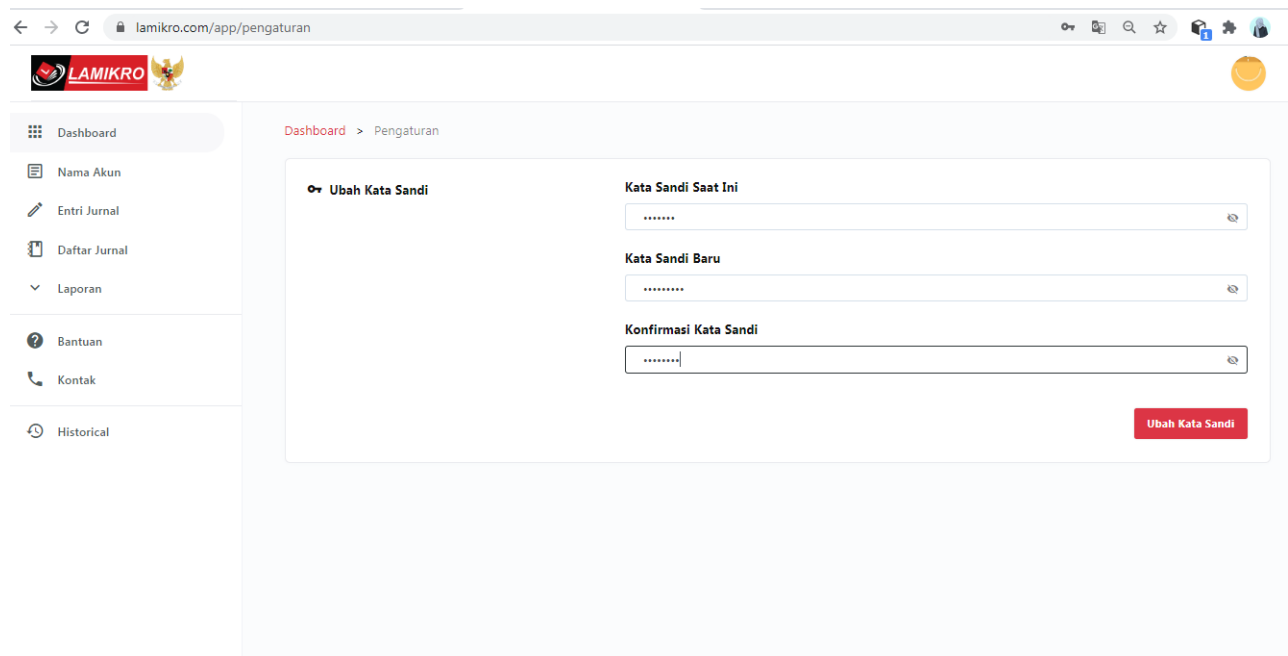 lamikro.com/app/pengaturan
1
LAMIKRO
Dashboard
Nama Akun
Entri Jurnal
Daftar Jurnal
Laporan
Bantuan
Kontak
Historical
Dashboard > Pengaturan
Ubah Kata Sandi
Kata Sandi Saat Ini
•••••••
Kata Sandi Baru
•••••••••
Konfirmasi Kata Sandi
••••••••
Ubah Kata Sandi